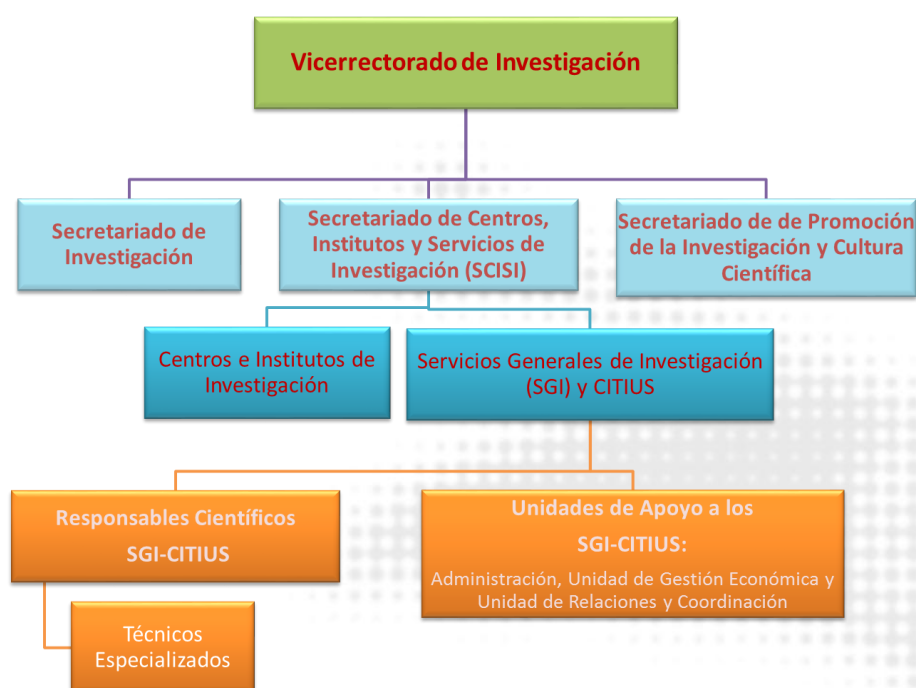 Vicerrectorado de Investigación
Secretariado de
Investigación
Secretariado de Centros,
Institutos y Servicios de
Investigación (SCISI)
Secretariado de de Promoción
de la Investigación y Cultura
Científica
Centros e Institutos de
Investigación
Servicios Generales de Investigación
(SGI) y CITIUS
Responsables Científicos
SGI-CITIUS
Unidades de Apoyo a los
SGI-CITIUS:
Administración, Unidad de Gestión Económica y
Unidad de Relaciones y Coordinación
Técnicos
Especializados